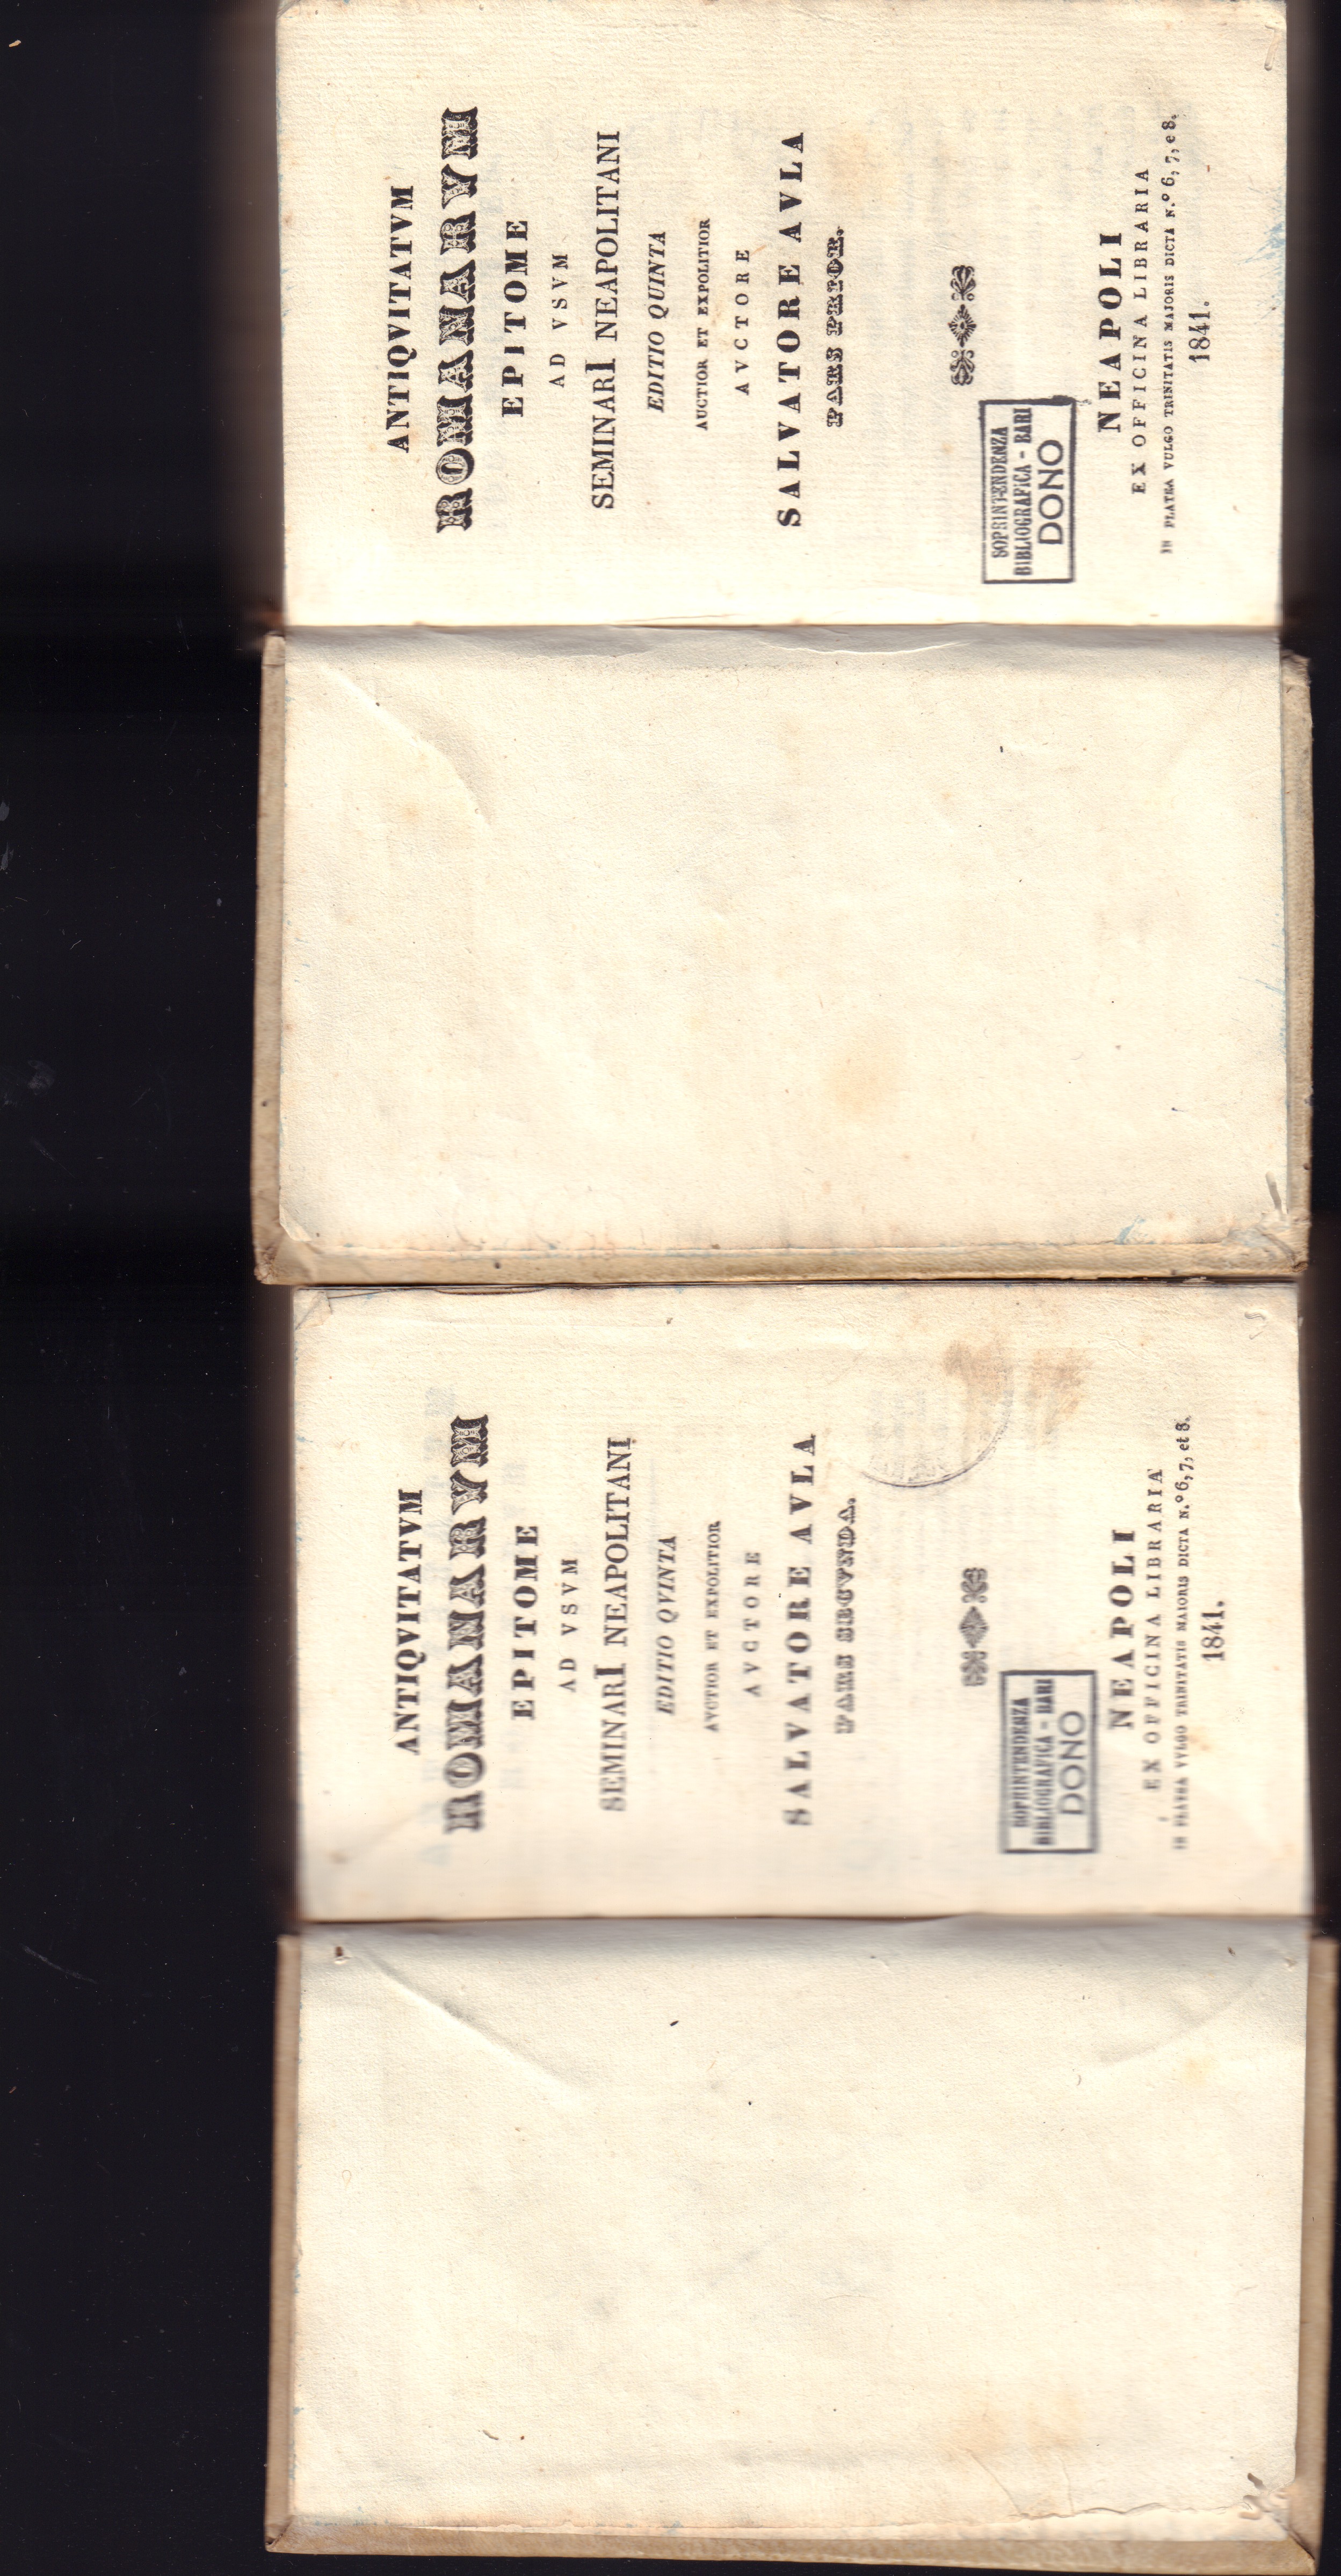 ANTIQVITATVM
ROMANARVM
EPITOME
AD VSVM
SEMINARI NEAPOLITANI
EDITIO QUINTA
AUCTIOR ET EXPOLITIOR
AVCTORE
SALVATORE AVLA
PARS PRIOR.
SOPRINTENDENZA
BIBLIOGRAFICA - BARI
DONO
NEAPOLI
EX OFFICINA LIBRARIA
IN PLATEA VULGO TRINITATIS MAJORIS DICTA N.º 6, 7, e 8.
1841.
ANTIQVITATVM
ROMANARVM
EPITOME
AD VSVM
SEMINARI NEAPOLITANI
EDITIO QVINTA
AVCTIOR ET EXPOLITIOR
AVCTORE
SALVATORE AVLA
PARS SECVNDA.
SOPRINTENDENZA
BIBLIOGRAFICA - BARI
DONO
NEAPOLI
EX OFFICINA LIBRARIA
IN PLATEA VVLGO TRINITATIS MAIORIS DICTA N.º 6, 7, et 8.
1841.